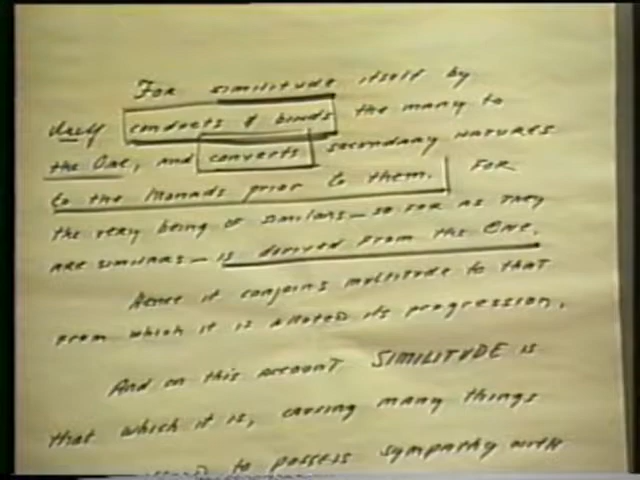 For similitude itself by
itself conducts & binds the many to
the One, and converts secondary natures
to the Monads prior to them. For
the very being of similars — so far as they
are similars — is derived from the One.
Hence it conjoins multitude to that
from which it is allotted its progression.
And on this account SIMILITUDE is
that which it is, causing many things
to possess sympathy with